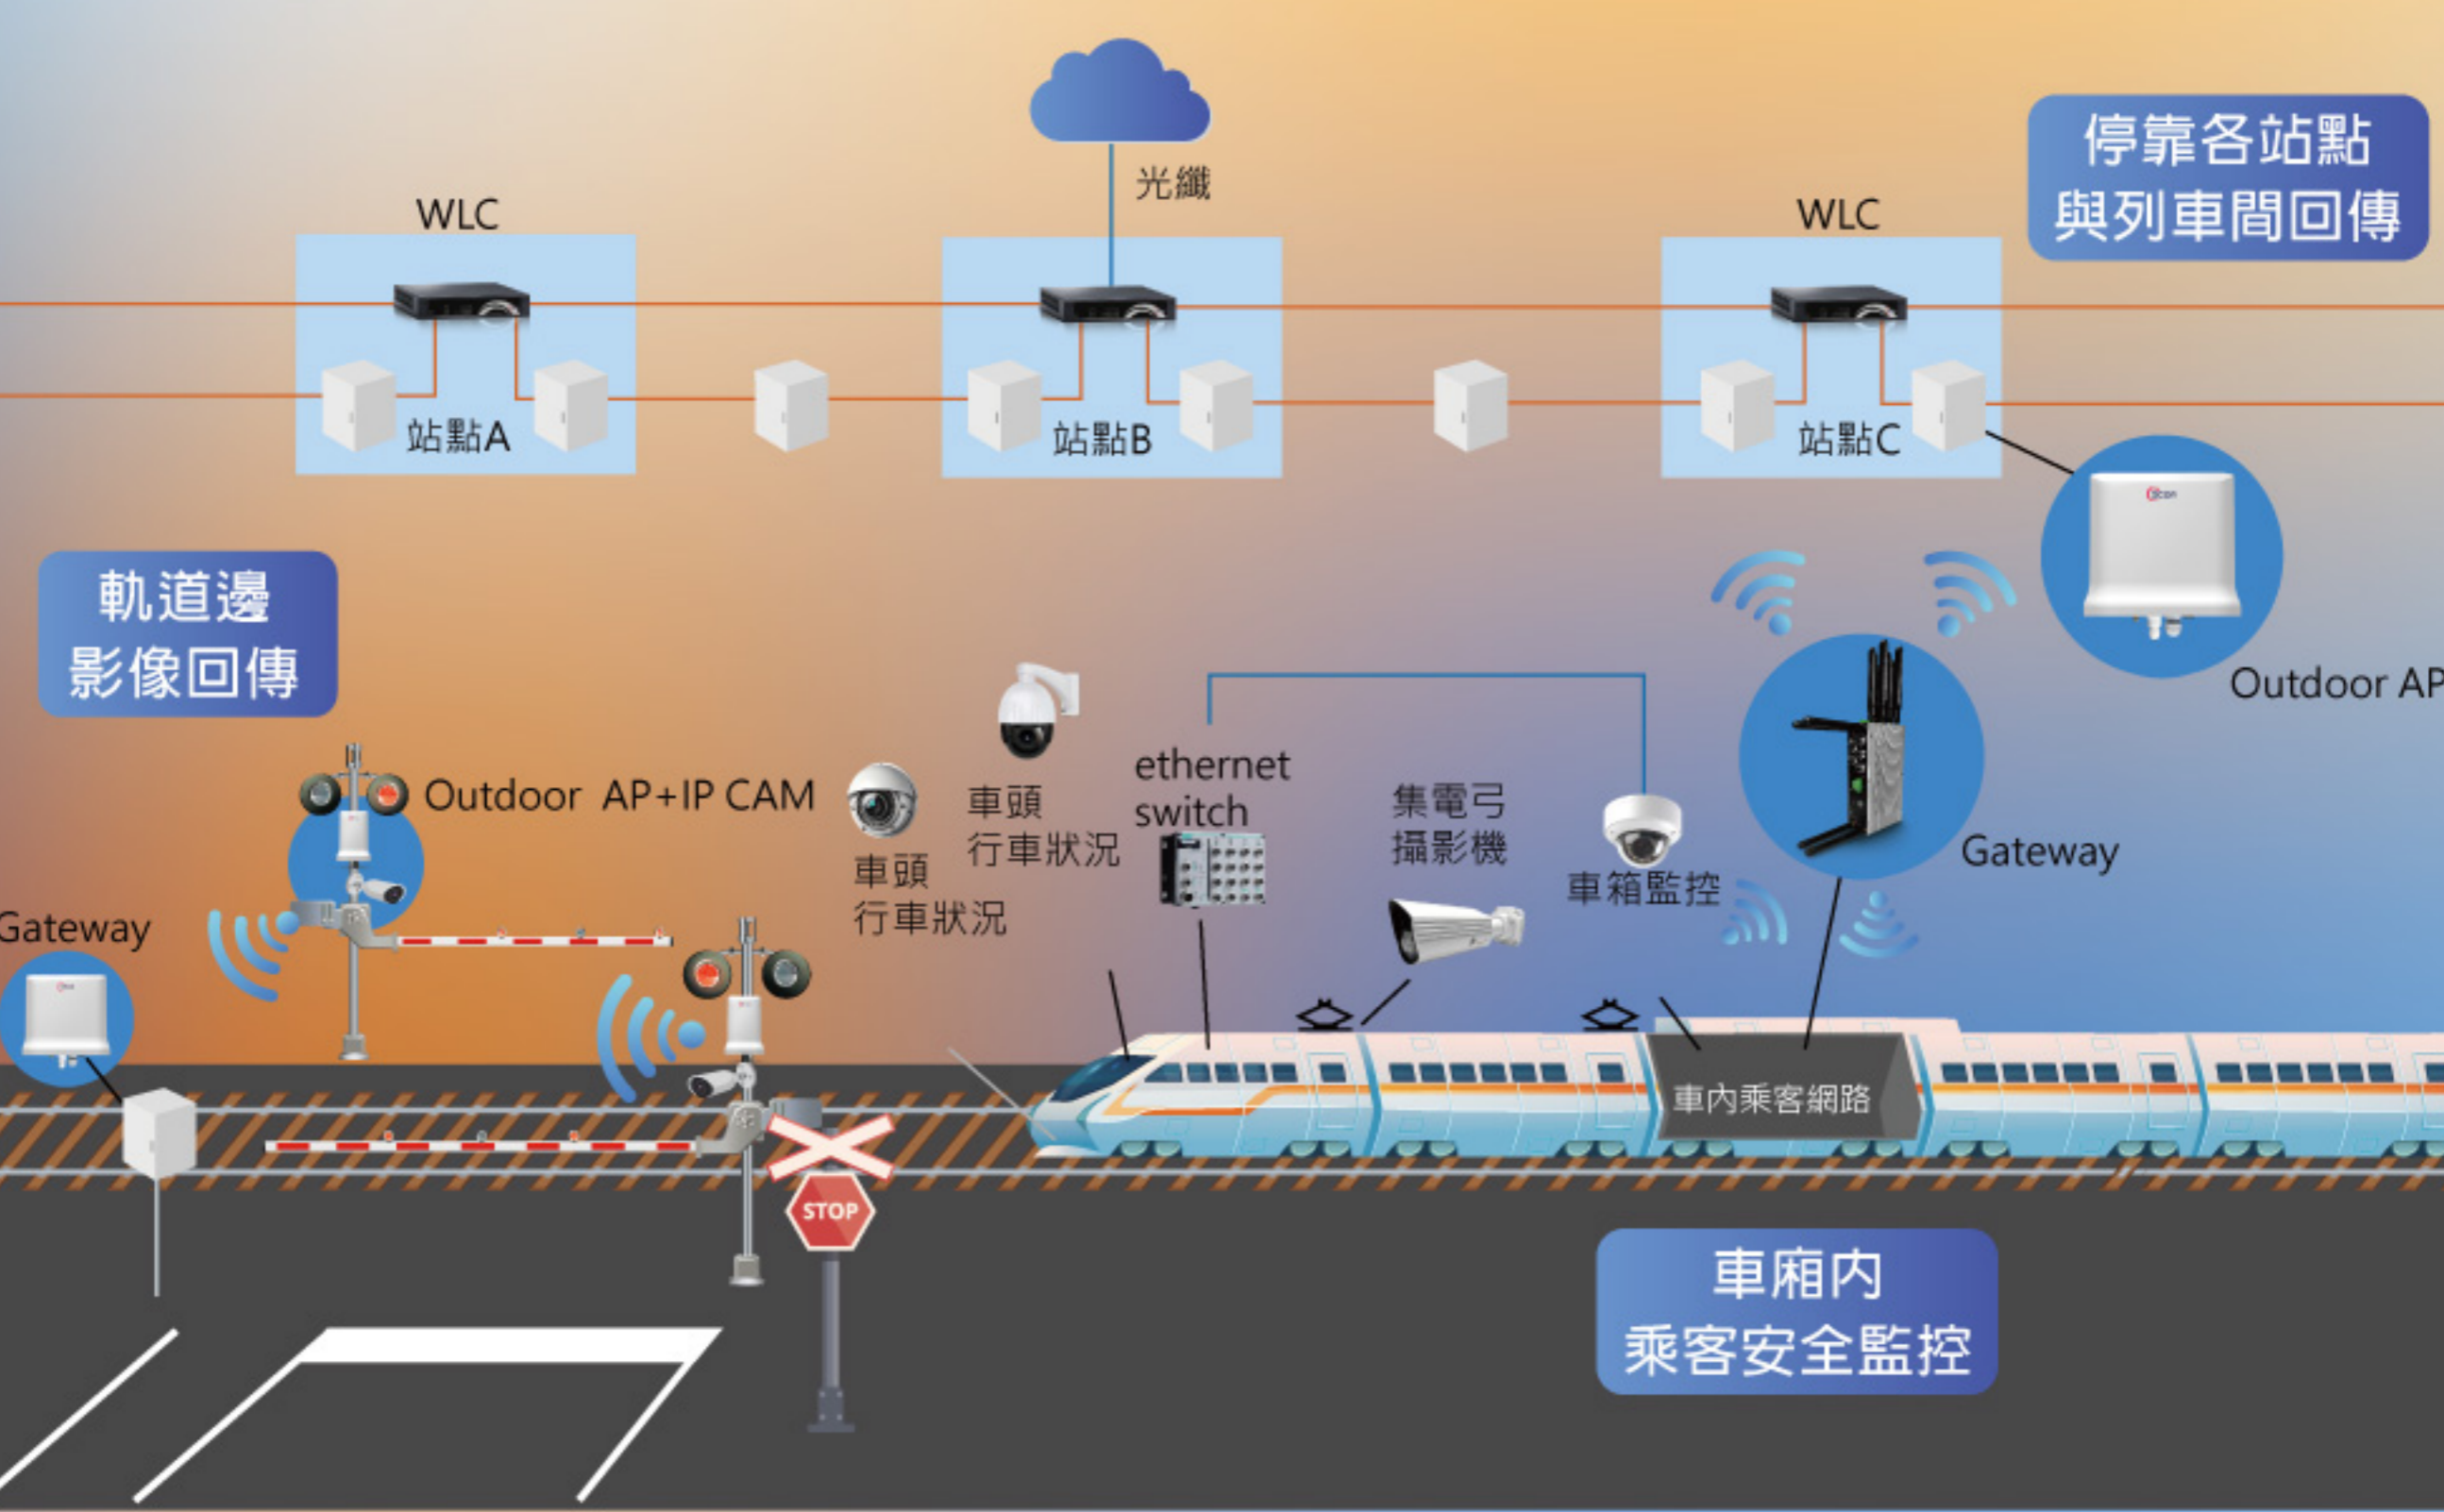 光纖
停靠各站點
與列車間回傳
WLC
WLC
站點A
站點B
站點C
軌道邊
影像回傳
Outdoor AP
Outdoor AP+IP CAM
車頭
行車狀況
車頭
行車狀況
ethernet
switch
集電弓
攝影機
車箱監控
Gateway
Gateway
車內乘客網路
STOP
車廂內
乘客安全監控